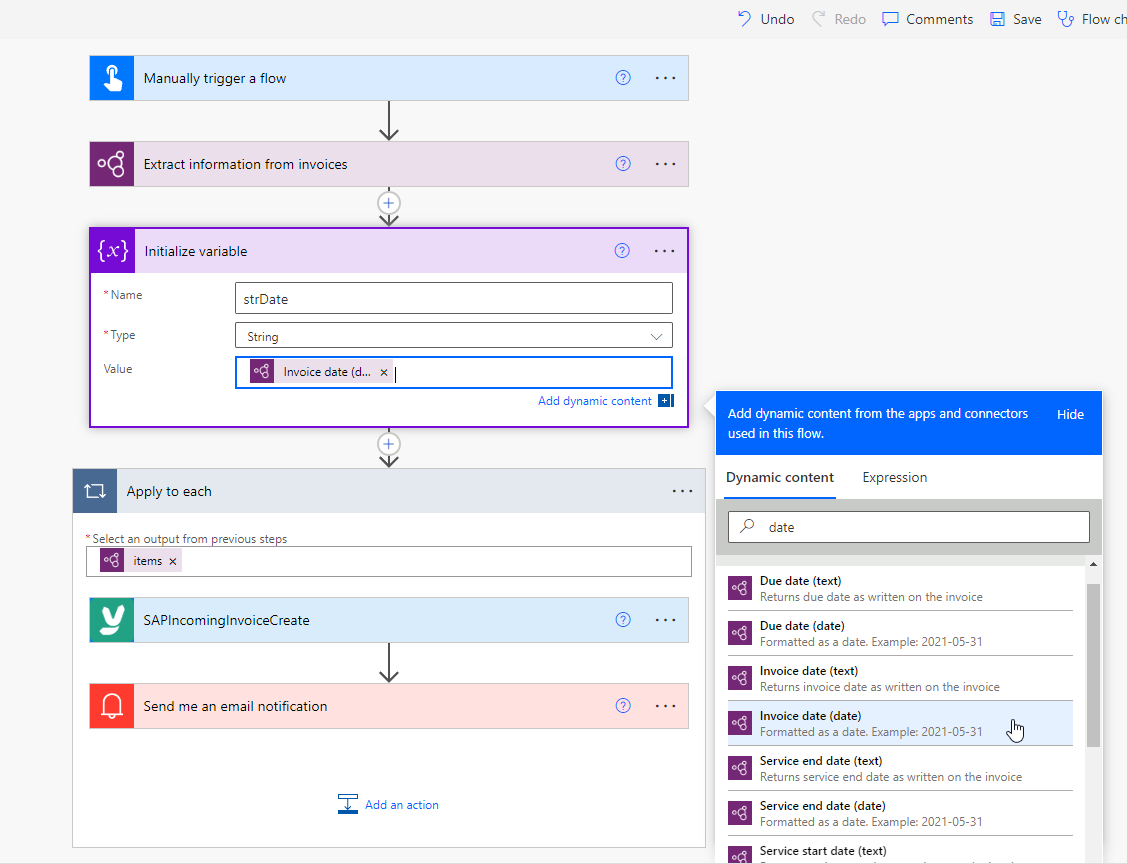 Undo Redo Comments Save Flow ch
Manually trigger a flow
Extract information from invoices
{x} Initialize variable
* Name strDate
* Type String
Value Invoice date (d... ×
Add dynamic content
Add dynamic content from the apps and connectors
used in this flow.
Hide
Dynamic content Expression
date
Due date (text)
Returns due date as written on the invoice
Due date (date)
Formatted as a date. Example: 2021-05-31
Invoice date (text)
Returns invoice date as written on the invoice
Invoice date (date)
Formatted as a date. Example: 2021-05-31
Service end date (text)
Returns service end date as written on the invoice
Service end date (date)
Formatted as a date. Example: 2021-05-31
Service start date (text)
Apply to each
* Select an output from previous steps
items ×
SAPIncomingInvoiceCreate
Send me an email notification
Add an action